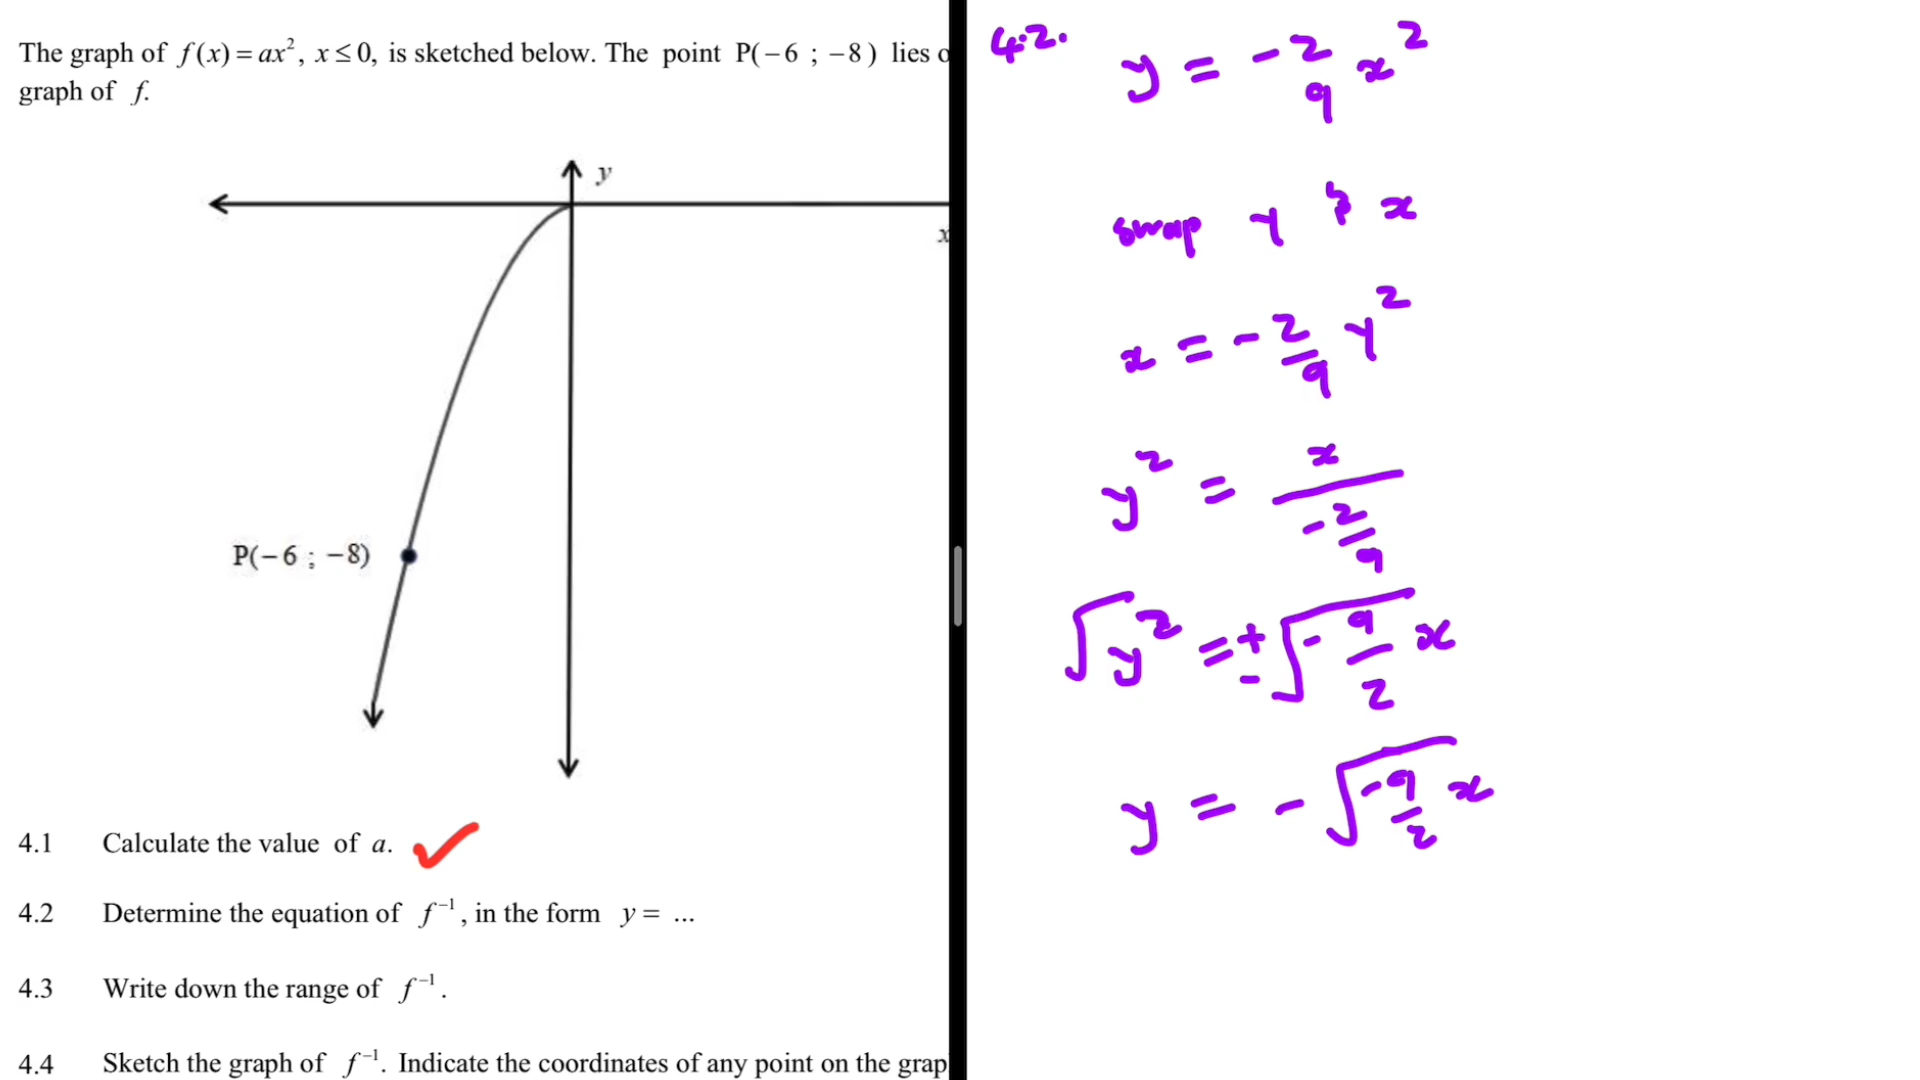 The graph of f(x) = ax², x ≤ 0, is sketched below. The point P(−6 ; −8) lies o
graph of f.
y
x
P(−6 ; −8)
4.1 Calculate the value of a.
4.2 Determine the equation of f⁻¹, in the form y = ...
4.3 Write down the range of f⁻¹.
4.4 Sketch the graph of f⁻¹. Indicate the coordinates of any point on the grap
4.2.
y = -2/9 x²
swap y & x
x = -2/9 y²
y² = x/(-2/9)
√y² = ±√(-9/2 x)
y = -√(-9/2 x)